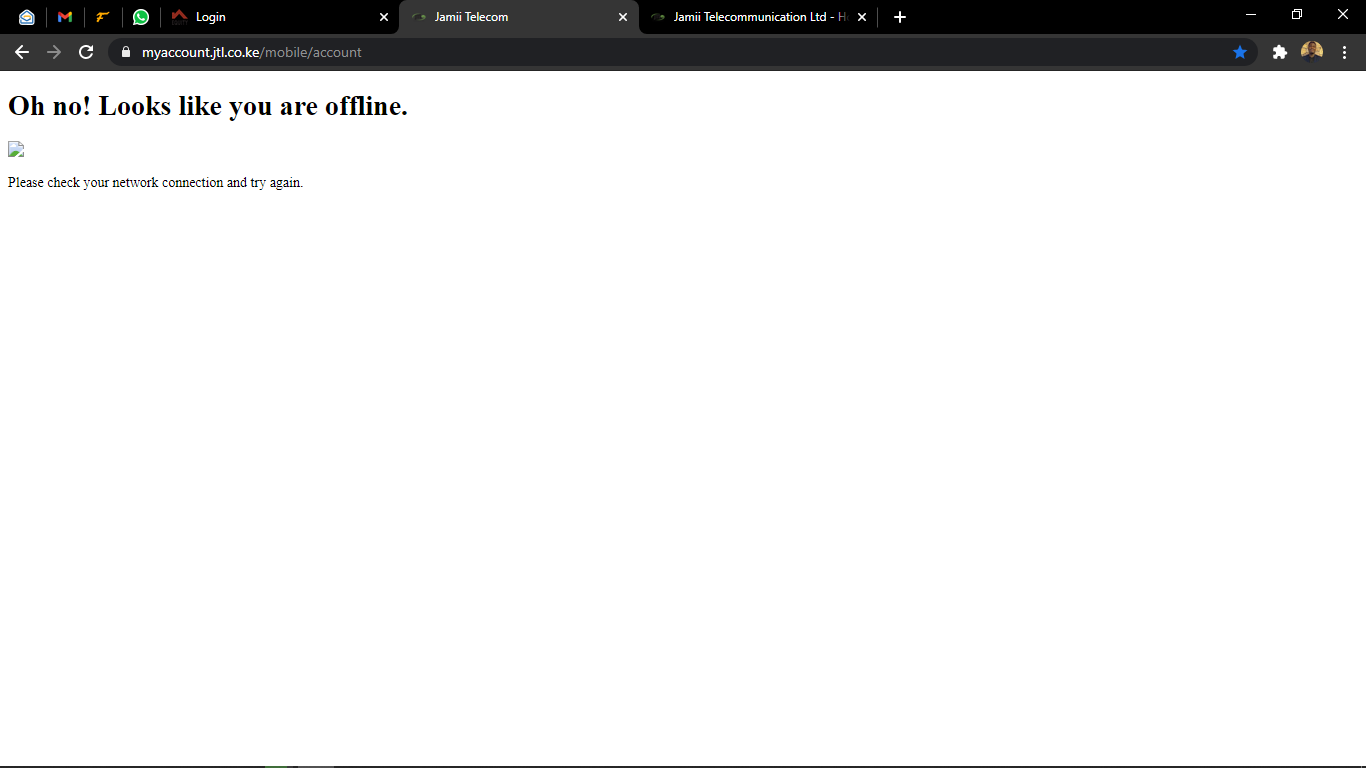 Login
Jamii Telecom
Jamii Telecommunication Ltd - Ho
myaccount.jtl.co.ke/mobile/account
Oh no! Looks like you are offline.
Please check your network connection and try again.